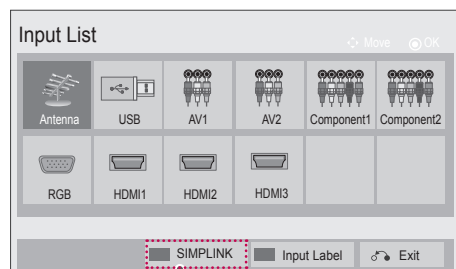 Input List
Move OK
Antenna USB AV1 AV2 Component1 Component2
RGB HDMI1 HDMI2 HDMI3
SIMPLINK Input Label Exit